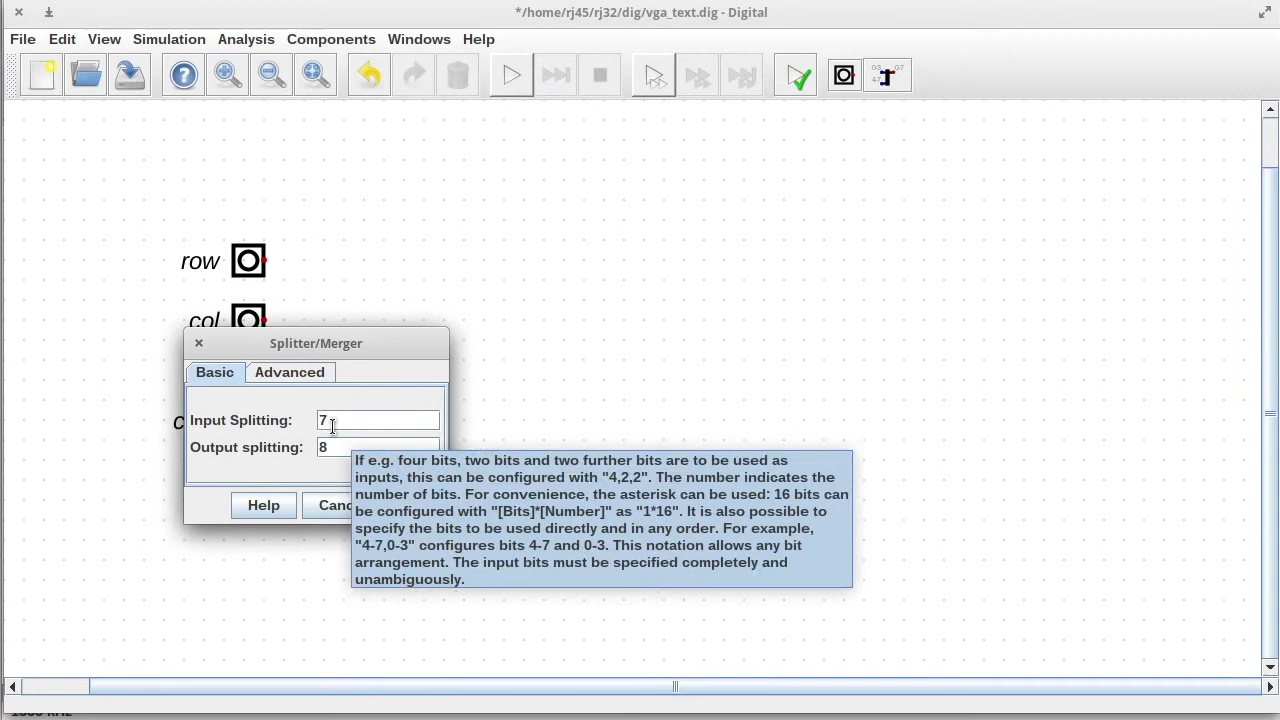 */home/rj45/rj32/dig/vga_text.dig - Digital
File Edit View Simulation Analysis Components Windows Help
03 07
47
row
col
Splitter/Merger
Basic Advanced
c Input Splitting: 7
Output splitting: 8
Help Canc
If e.g. four bits, two bits and two further bits are to be used as
inputs, this can be configured with "4,2,2". The number indicates the
number of bits. For convenience, the asterisk can be used: 16 bits can
be configured with "[Bits]*[Number]" as "1*16". It is also possible to
specify the bits to be used directly and in any order. For example,
"4-7,0-3" configures bits 4-7 and 0-3. This notation allows any bit
arrangement. The input bits must be specified completely and
unambiguously.